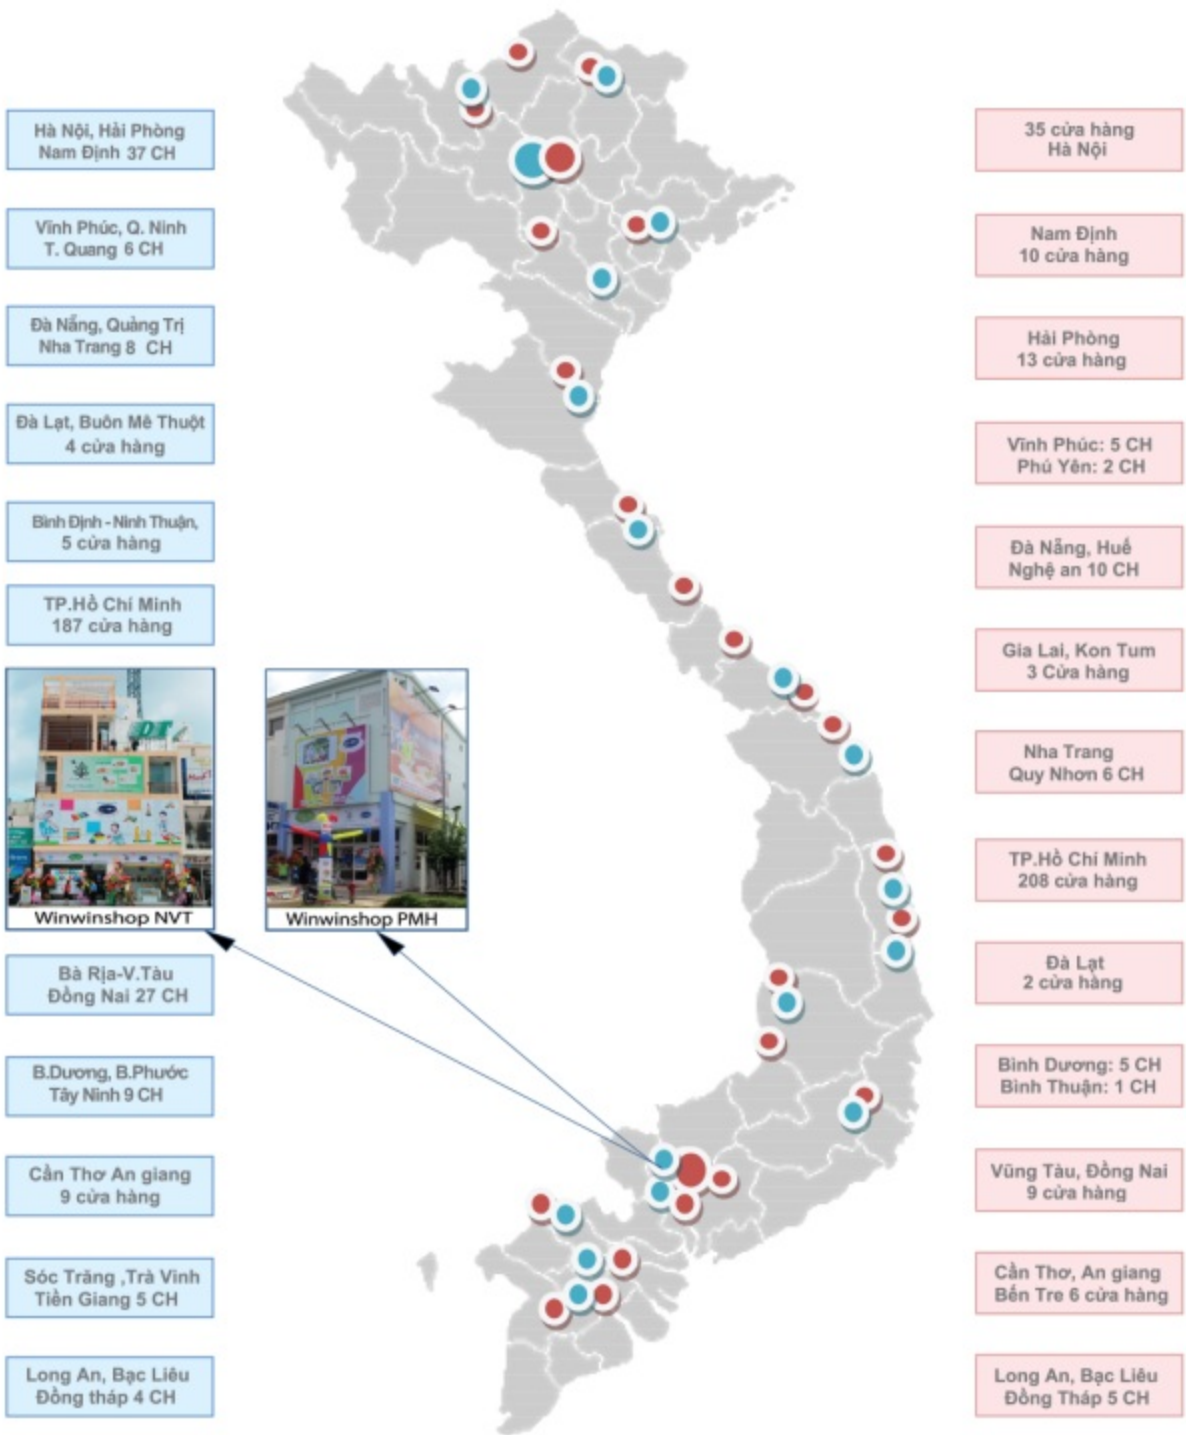 Hà Nội, Hải Phòng
Nam Định 37 CH
Vĩnh Phúc, Q. Ninh
T. Quang 6 CH
Đà Nẵng, Quảng Trị
Nha Trang 8 CH
Đà Lạt, Buôn Mê Thuột
4 cửa hàng
Bình Định - Ninh Thuận,
5 cửa hàng
TP.Hồ Chí Minh
187 cửa hàng
Winwinshop NVT
Winwinshop PMH
Bà Rịa-V.Tàu
Đồng Nai 27 CH
B.Dương, B.Phước
Tây Ninh 9 CH
Cần Thơ An giang
9 cửa hàng
Sóc Trăng ,Trà Vinh
Tiền Giang 5 CH
Long An, Bạc Liêu
Đồng tháp 4 CH
35 cửa hàng
Hà Nội
Nam Định
10 cửa hàng
Hải Phòng
13 cửa hàng
Vĩnh Phúc: 5 CH
Phú Yên: 2 CH
Đà Nẵng, Huế
Nghệ an 10 CH
Gia Lai, Kon Tum
3 Cửa hàng
Nha Trang
Quy Nhơn 6 CH
TP.Hồ Chí Minh
208 cửa hàng
Đà Lạt
2 cửa hàng
Bình Dương: 5 CH
Bình Thuận: 1 CH
Vũng Tàu, Đồng Nai
9 cửa hàng
Cần Thơ, An giang
Bến Tre 6 cửa hàng
Long An, Bạc Liêu
Đồng Tháp 5 CH